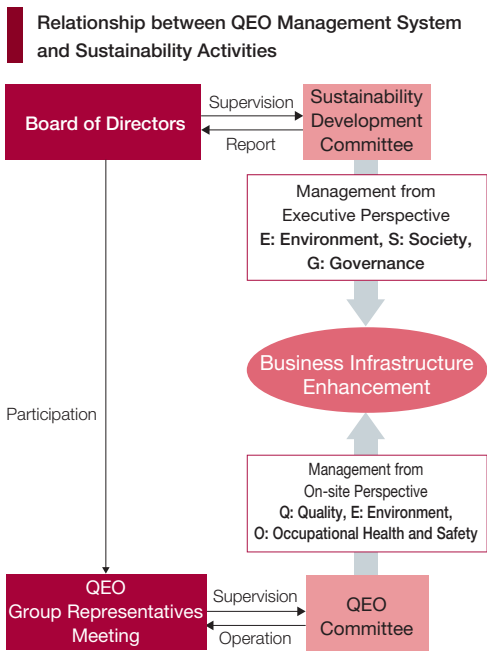 Relationship between QEO Management System
and Sustainability Activities
Board of Directors
Supervision
Report
Sustainability
Development
Committee
Management from
Executive Perspective
E: Environment, S: Society,
G: Governance
Business Infrastructure
Enhancement
Participation
Management from
On-site Perspective
Q: Quality, E: Environment,
O: Occupational Health and Safety
QEO
Group Representatives
Meeting
Supervision
Operation
QEO
Committee